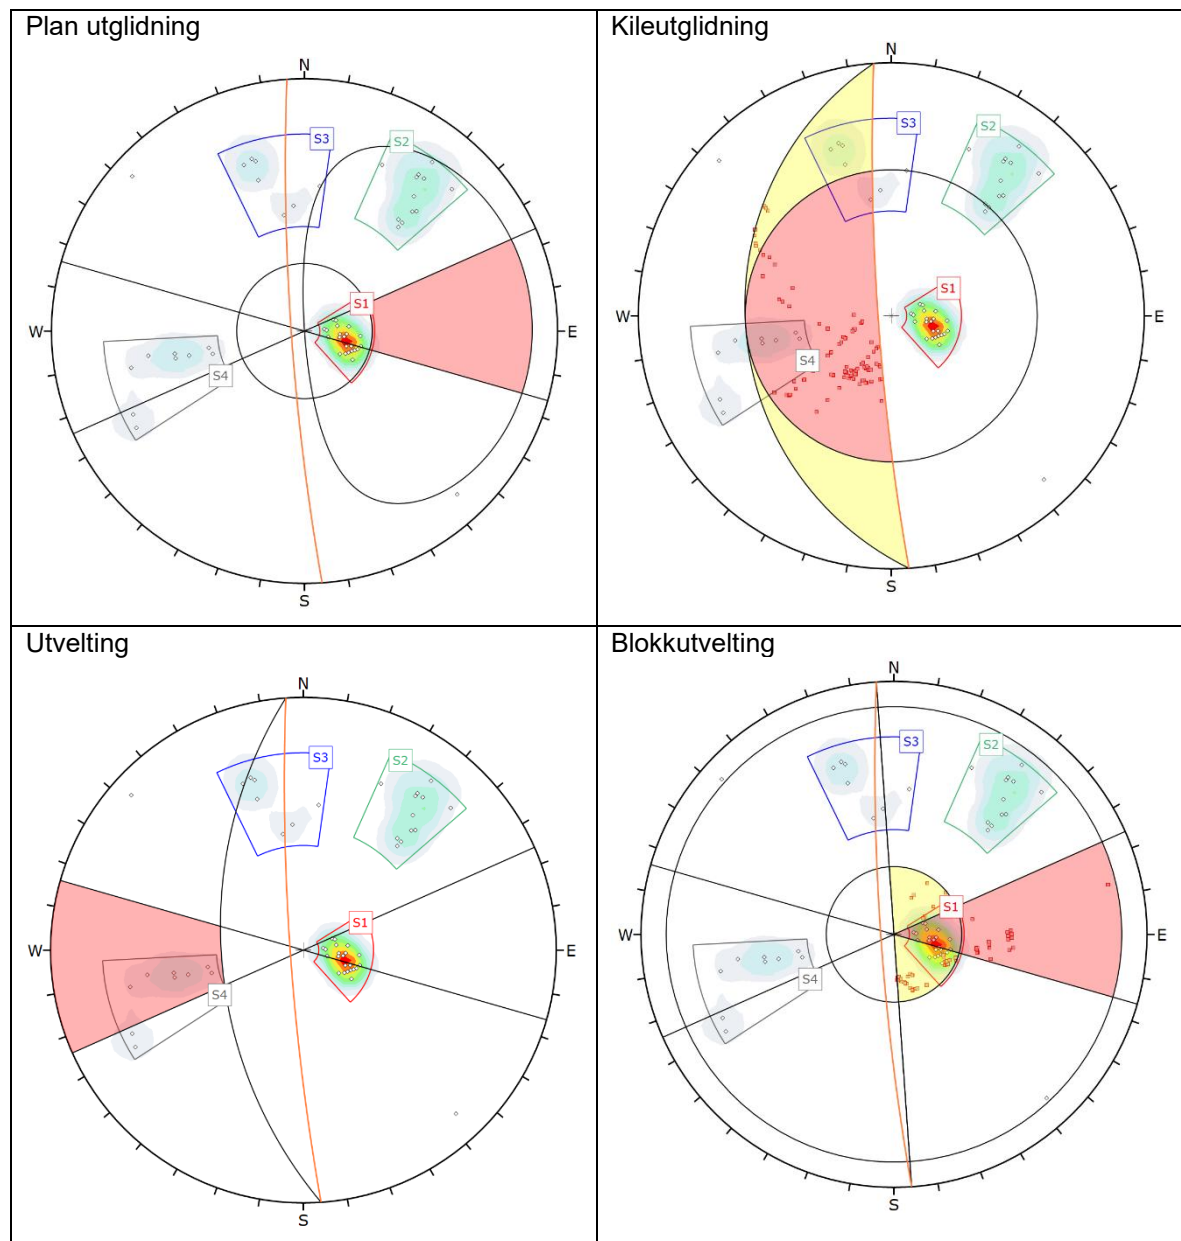 Plan utglidning
N
S3
S2
S1
W
E
S4
S
Kileutglidning
N
S3
S2
S1
W
E
S4
S
Utvelting
N
S3
S2
S1
W
E
S4
S
Blokkutvelting
N
S3
S2
S1
W
E
S4
S